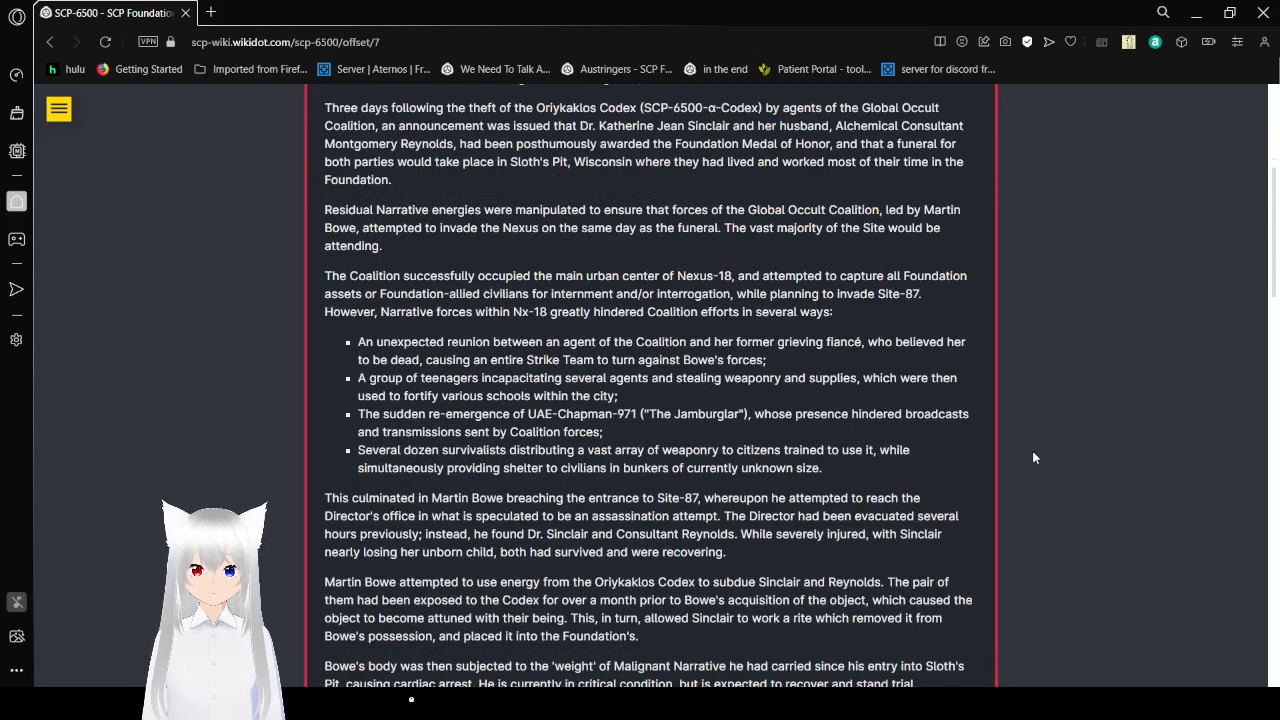 SCP-6500 - SCP Foundation
scp-wiki.wikidot.com/scp-6500/offset/7
VPN
hulu
Getting Started
Imported from Firef...
Server | Aternos | Fr...
We Need To Talk A...
Austringers - SCP F...
in the end
Patient Portal - tool...
server for discord fr...
Three days following the theft of the Oriykaklos Codex (SCP-6500-α-Codex) by agents of the Global Occult
Coalition, an announcement was issued that Dr. Katherine Jean Sinclair and her husband, Alchemical Consultant
Montgomery Reynolds, had been posthumously awarded the Foundation Medal of Honor, and that a funeral for
both parties would take place in Sloth's Pit, Wisconsin where they had lived and worked most of their time in the
Foundation.
Residual Narrative energies were manipulated to ensure that forces of the Global Occult Coalition, led by Martin
Bowe, attempted to invade the Nexus on the same day as the funeral. The vast majority of the Site would be
attending.
The Coalition successfully occupied the main urban center of Nexus-18, and attempted to capture all Foundation
assets or Foundation-allied civilians for internment and/or interrogation, while planning to invade Site-87.
However, Narrative forces within Nx-18 greatly hindered Coalition efforts in several ways:
An unexpected reunion between an agent of the Coalition and her former grieving fiancé, who believed her
to be dead, causing an entire Strike Team to turn against Bowe's forces;
A group of teenagers incapacitating several agents and stealing weaponry and supplies, which were then
used to fortify various schools within the city;
The sudden re-emergence of UAE-Chapman-971 ("The Jamburglar"), whose presence hindered broadcasts
and transmissions sent by Coalition forces;
Several dozen survivalists distributing a vast array of weaponry to citizens trained to use it, while
simultaneously providing shelter to civilians in bunkers of currently unknown size.
This culminated in Martin Bowe breaching the entrance to Site-87, whereupon he attempted to reach the
Director's office in what is speculated to be an assassination attempt. The Director had been evacuated several
hours previously; instead, he found Dr. Sinclair and Consultant Reynolds. While severely injured, with Sinclair
nearly losing her unborn child, both had survived and were recovering.
Martin Bowe attempted to use energy from the Oriykaklos Codex to subdue Sinclair and Reynolds. The pair of
them had been exposed to the Codex for over a month prior to Bowe's acquisition of the object, which caused the
object to become attuned with their being. This, in turn, allowed Sinclair to work a rite which removed it from
Bowe's possession, and placed it into the Foundation's.
Bowe's body was then subjected to the 'weight' of Malignant Narrative he had carried since his entry into Sloth's
Pit, causing cardiac arrest. He is currently in critical condition, but is expected to recover and stand trial.